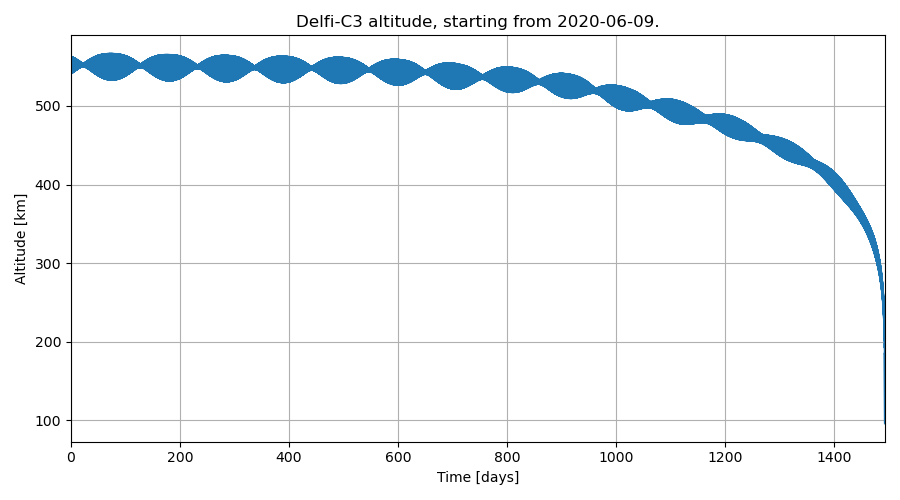 Delfi-C3 altitude, starting from 2020-06-09.
500
400
300
200
100
Altitude [km]
0 200 400 600 800 1000 1200 1400
Time [days]